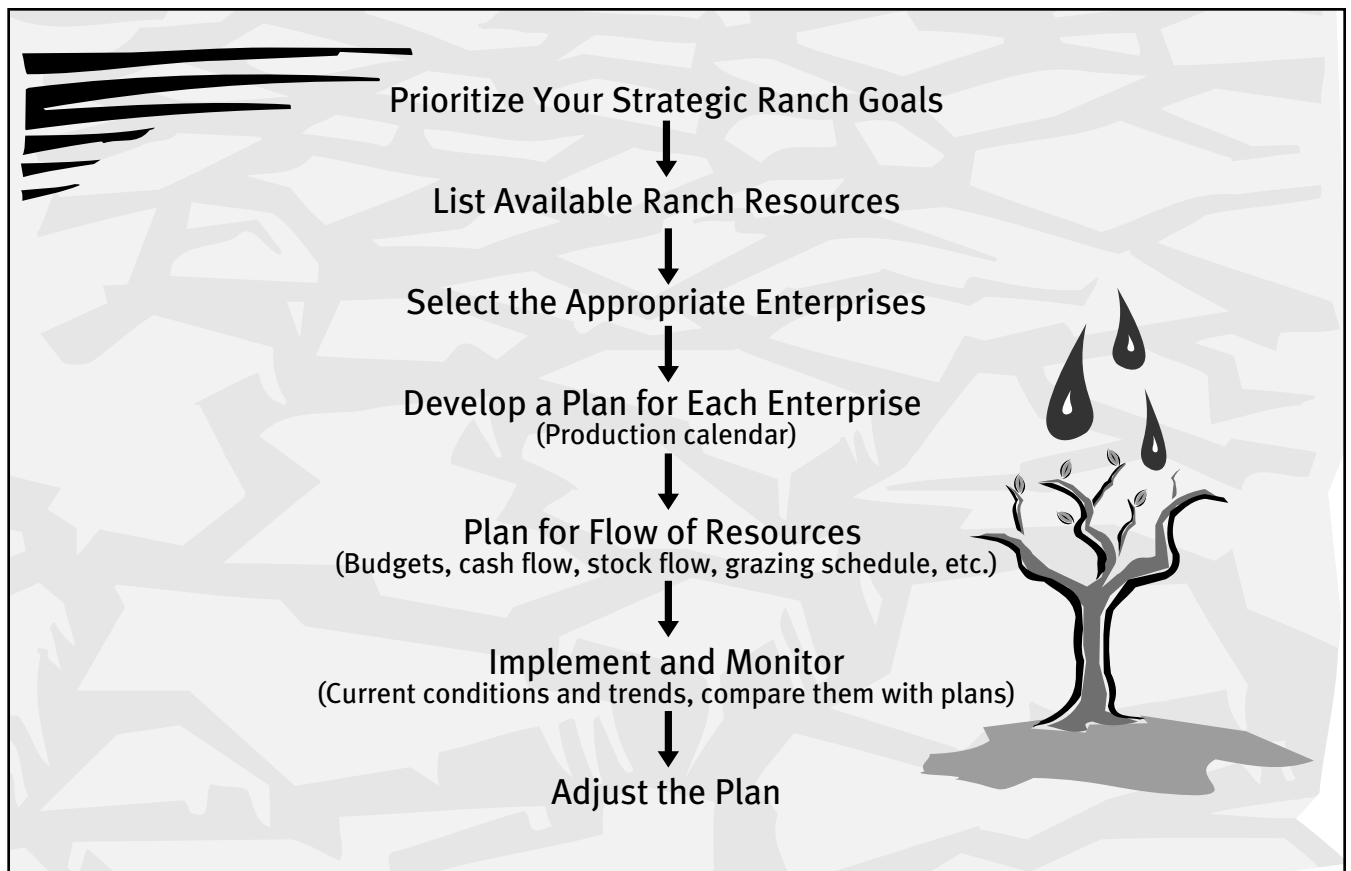 Prioritize Your Strategic Ranch Goals
List Available Ranch Resources
Select the Appropriate Enterprises
Develop a Plan for Each Enterprise
(Production calendar)
Plan for Flow of Resources
(Budgets, cash flow, stock flow, grazing schedule, etc.)
Implement and Monitor
(Current conditions and trends, compare them with plans)
Adjust the Plan